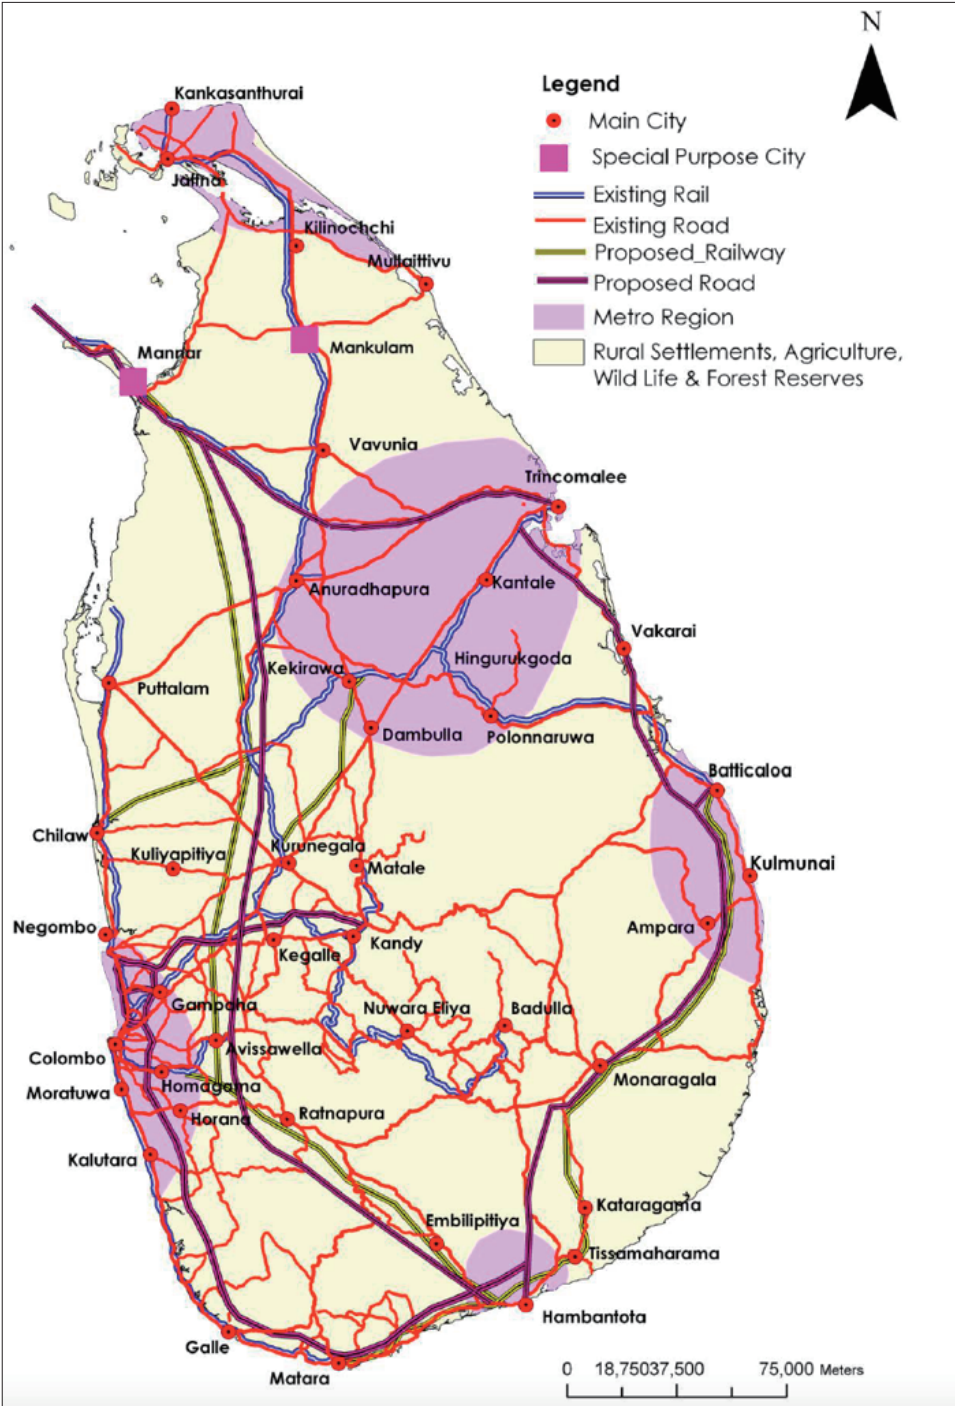 N
Kankasanthurai
Legend
Main City
Special Purpose City
Jaffna
Existing Rail
Existing Road
Kilinochchi
Proposed_Railway
Mullaittivu
Proposed Road
Metro Region
Mankulam
Mannar
Rural Settlements, Agriculture,
Wild Life & Forest Reserves
Vavunia
Trincomalee
Anuradhapura
Kantale
Vakarai
Hingurukgoda
Kekirawa
Puttalam
Dambulla
Polonnaruwa
Batticaloa
Chilaw
Kurunegala
Kuliyapitiya
Matale
Kulmunai
Negombo
Ampara
Kandy
Kegalle
Gampaha
Nuwara Eliya
Badulla
Colombo
Avissawella
Monaragala
Homagama
Moratuwa
Horana
Ratnapura
Kalutara
Kataragama
Embilipitiya
Tissamaharama
Hambantota
Galle
Matara
0 18,75037,500 75,000 Meters